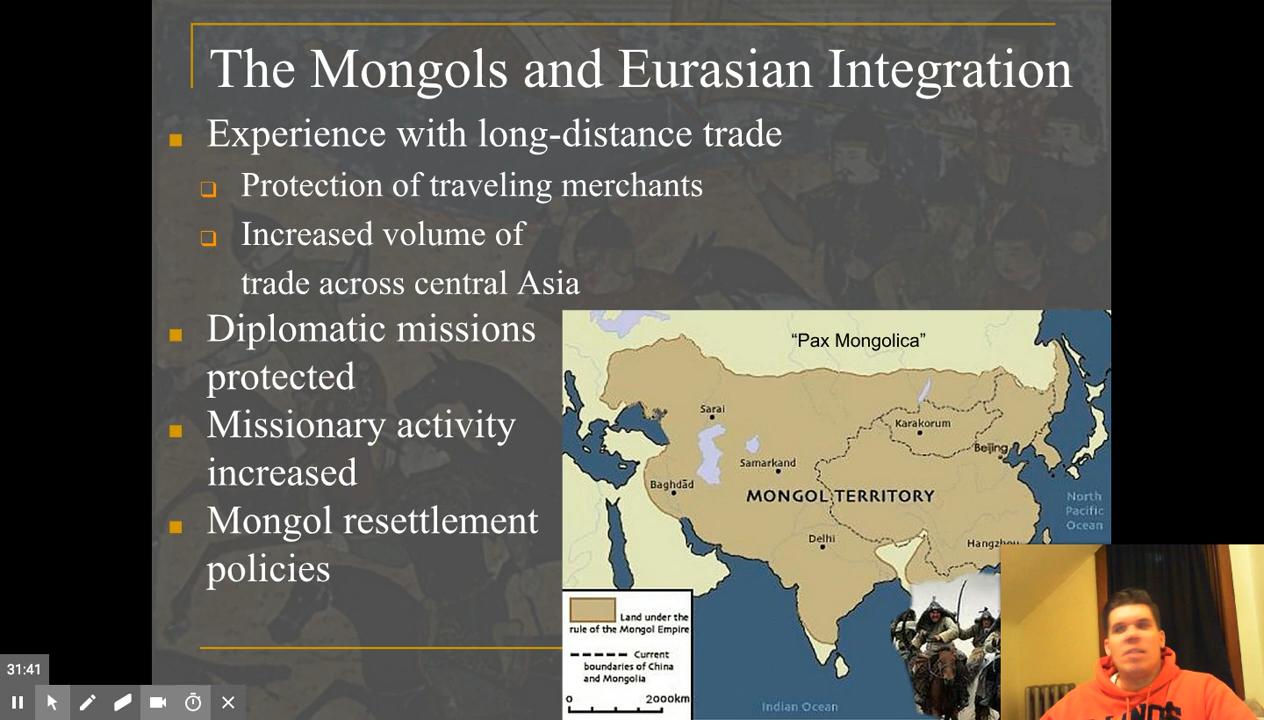 The Mongols and Eurasian Integration
Experience with long-distance trade
Protection of traveling merchants
Increased volume of
trade across central Asia
Diplomatic missions
protected
Missionary activity
increased
Mongol resettlement
policies
“Pax Mongolica”
Sarai
Karakorum
Beijing
Samarkand
Baghdād
MONGOL TERRITORY
North
Pacific
Ocean
Delhi
Hangzhou
Land under the
rule of the Mongol Empire
Current
boundaries of China
and Mongolia
0 2000km
Indian Ocean
31:41